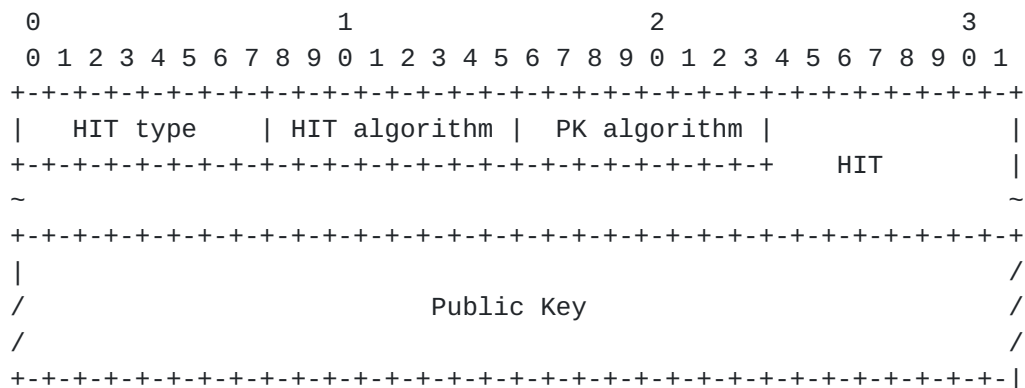 0                   1                   2                   3
 0 1 2 3 4 5 6 7 8 9 0 1 2 3 4 5 6 7 8 9 0 1 2 3 4 5 6 7 8 9 0 1
+-+-+-+-+-+-+-+-+-+-+-+-+-+-+-+-+-+-+-+-+-+-+-+-+-+-+-+-+-+-+-+-+
|   HIT type    | HIT algorithm |  PK algorithm |               |
+-+-+-+-+-+-+-+-+-+-+-+-+-+-+-+-+-+-+-+-+-+-+-+-+    HIT        |
~                                                               ~
+-+-+-+-+-+-+-+-+-+-+-+-+-+-+-+-+-+-+-+-+-+-+-+-+-+-+-+-+-+-+-+-+
|                                                               /
/                          Public Key                           /
/                                                               /
+-+-+-+-+-+-+-+-+-+-+-+-+-+-+-+-+-+-+-+-+-+-+-+-+-+-+-+-+-+-+-+-|